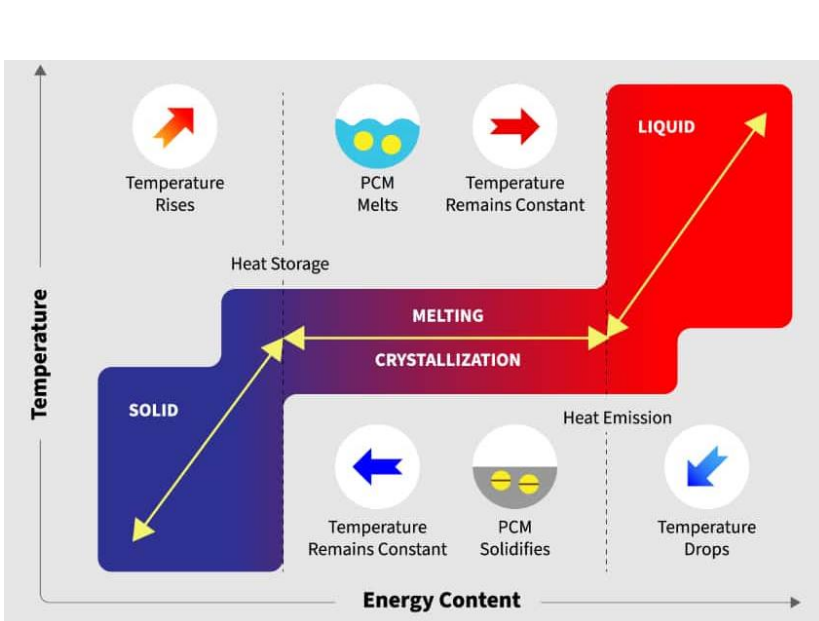 LIQUID
Temperature
Rises
PCM
Melts
Temperature
Remains Constant
Heat Storage
MELTING
CRYSTALLIZATION
SOLID
Heat Emission
Temperature
Remains Constant
PCM
Solidifies
Temperature
Drops
Temperature
Energy Content